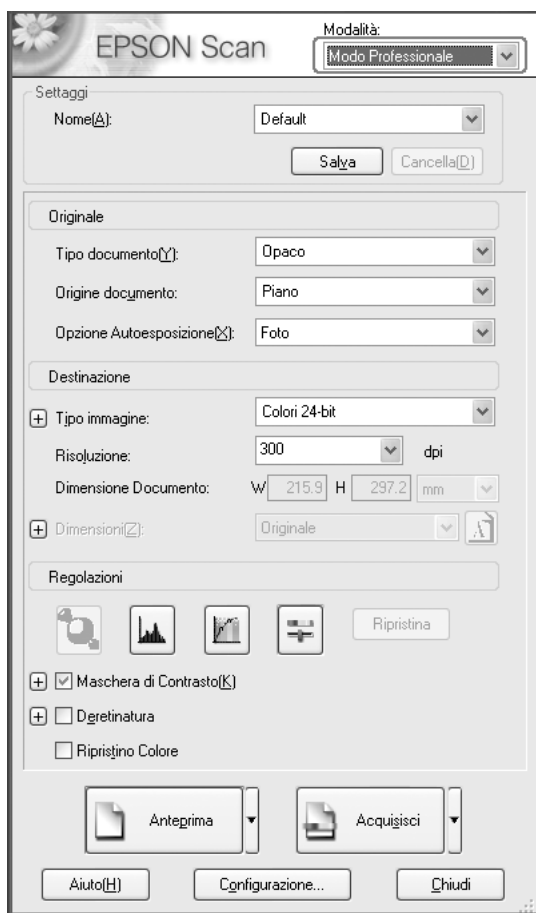 EPSON Scan
Modalità:
Modo Professionale
Settaggi
Nome(A): Default
Salva Cancella(D)
Originale
Tipo documento(Y): Opaco
Origine documento: Piano
Opzione Autoesposizione(X): Foto
Destinazione
Tipo immagine: Colori 24-bit
Risoluzione: 300 dpi
Dimensione Documento: W 215.9 H 297.2 mm
Dimensioni(Z): Originale
Regolazioni
Ripristina
Maschera di Contrasto(K)
Deretinatura
Ripristino Colore
Anteprima Acquisisci
Aiuto(H) Configurazione... Chiudi